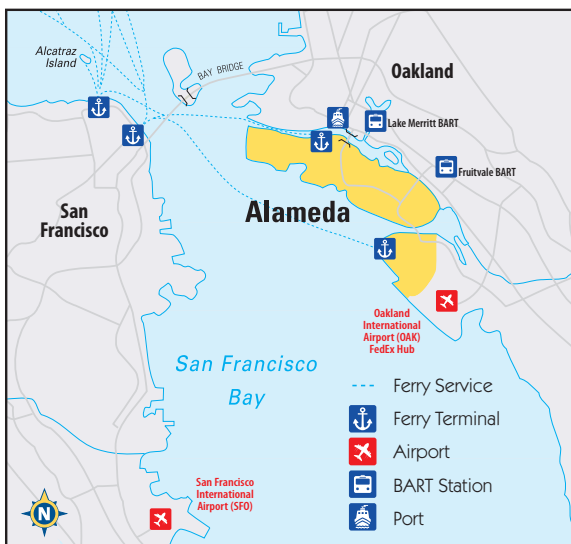 Alcatraz
Island
BAY BRIDGE
Oakland
Lake Merritt BART
Fruitvale BART
San
Francisco
Alameda
Oakland
International
Airport (OAK)
FedEx Hub
San Francisco
Bay
Ferry Service
Ferry Terminal
Airport
BART Station
Port
San Francisco
International
Airport (SFO)
N